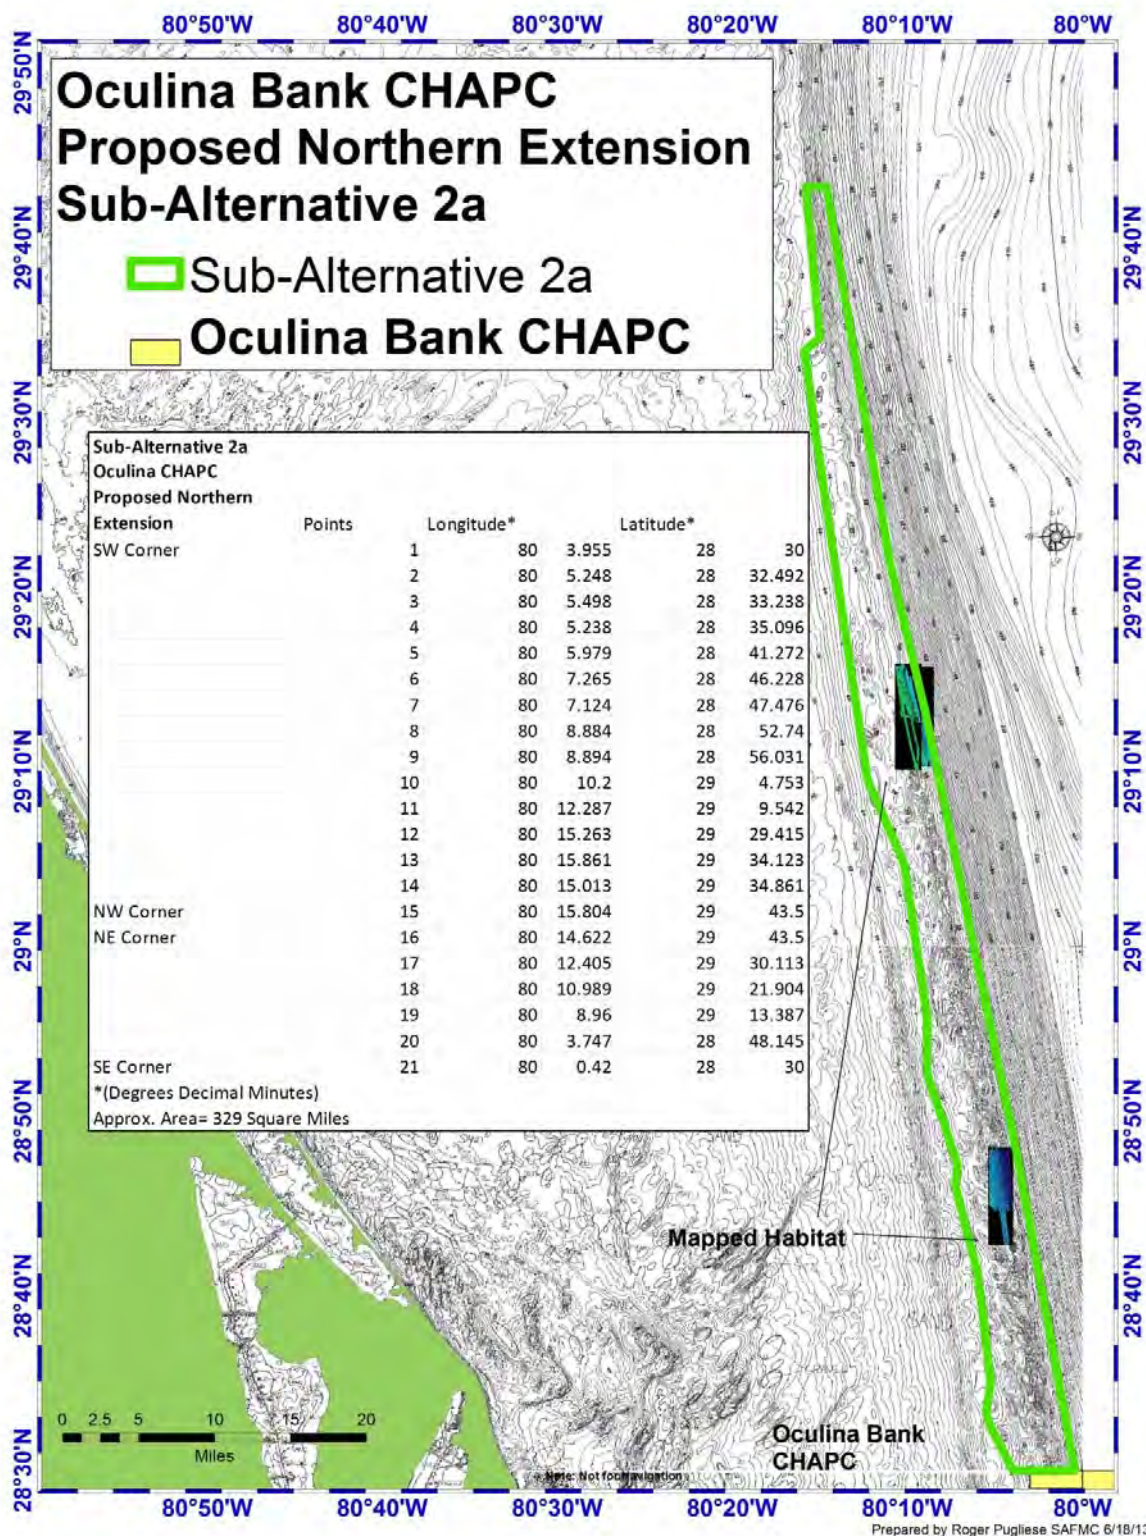 80°50'W 80°40'W 80°30'W 80°20'W 80°10'W 80°W
29°50'N
29°40'N
29°30'N
29°20'N
29°10'N
29°N
28°50'N
28°40'N
28°30'N
Oculina Bank CHAPC
Proposed Northern Extension
Sub-Alternative 2a
Sub-Alternative 2a
Oculina Bank CHAPC
Sub-Alternative 2a
Oculina CHAPC
Proposed Northern
Extension Points Longitude* Latitude*
SW Corner 1 80 3.955 28 30
2 80 5.248 28 32.492
3 80 5.498 28 33.238
4 80 5.238 28 35.096
5 80 5.979 28 41.272
6 80 7.265 28 46.228
7 80 7.124 28 47.476
8 80 8.884 28 52.74
9 80 8.894 28 56.031
10 80 10.2 29 4.753
11 80 12.287 29 9.542
12 80 15.263 29 29.415
13 80 15.861 29 34.123
14 80 15.013 29 34.861
NW Corner 15 80 15.804 29 43.5
NE Corner 16 80 14.622 29 43.5
17 80 12.405 29 30.113
18 80 10.989 29 21.904
19 80 8.96 29 13.387
20 80 3.747 28 48.145
SE Corner 21 80 0.42 28 30
*(Degrees Decimal Minutes)
Approx. Area= 329 Square Miles
29°40'N
29°30'N
29°20'N
29°10'N
29°N
28°50'N
28°40'N
28°30'N
Mapped Habitat
Oculina Bank
CHAPC
0 2.5 5 10 15 20
Miles
Note: Not for navigation
80°50'W 80°40'W 80°30'W 80°20'W 80°10'W 80°W
Prepared by Roger Pugliese SAFMC 6/18/13